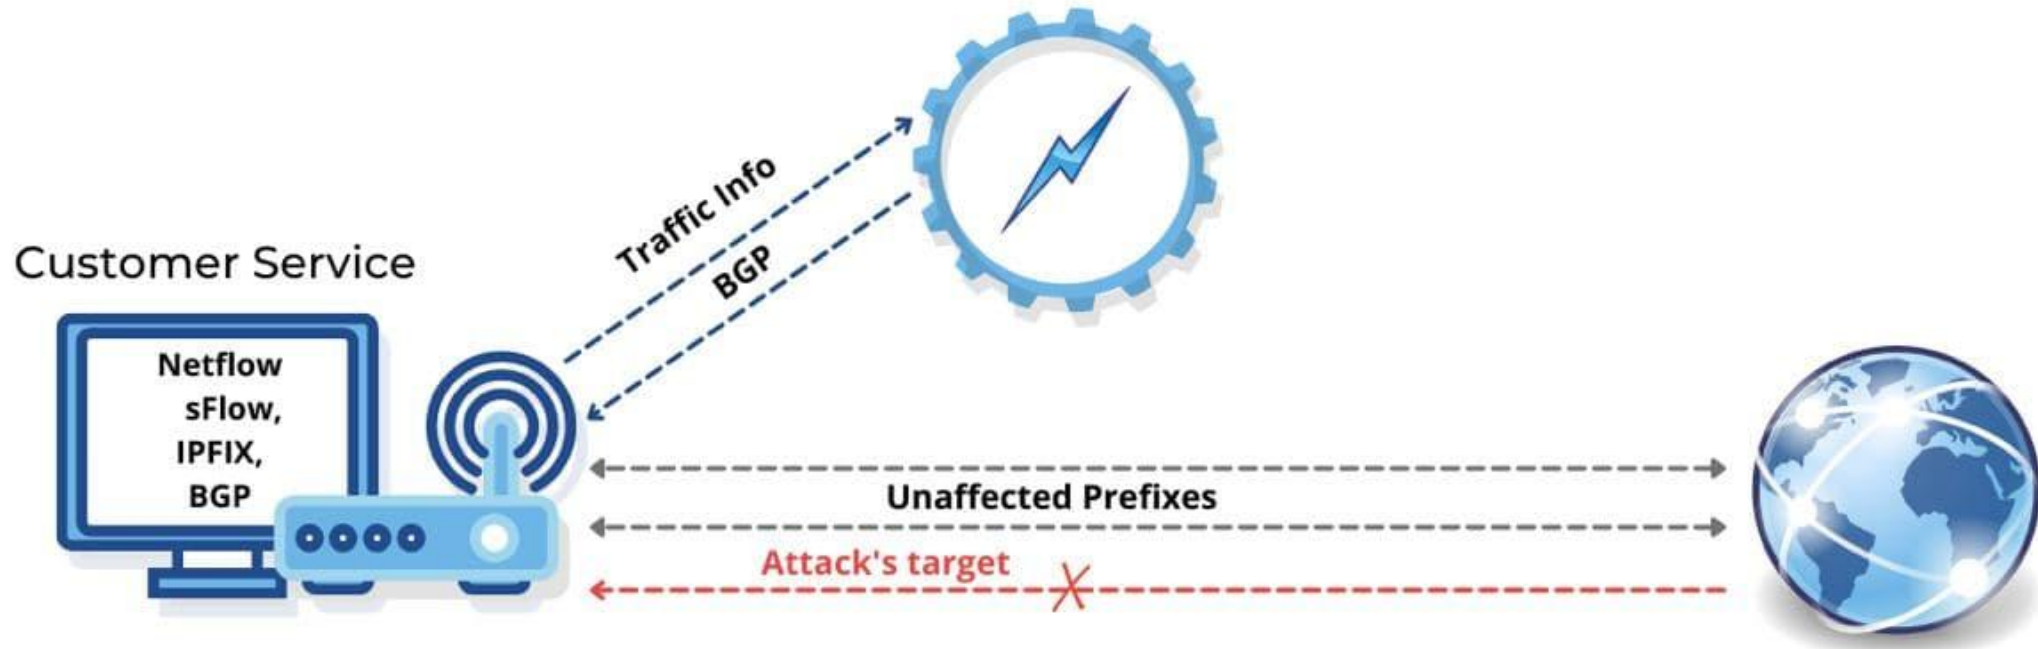 Traffic Info
BGP
Customer Service
Netflow
sFlow,
IPFIX,
BGP
Unaffected Prefixes
Attack's target